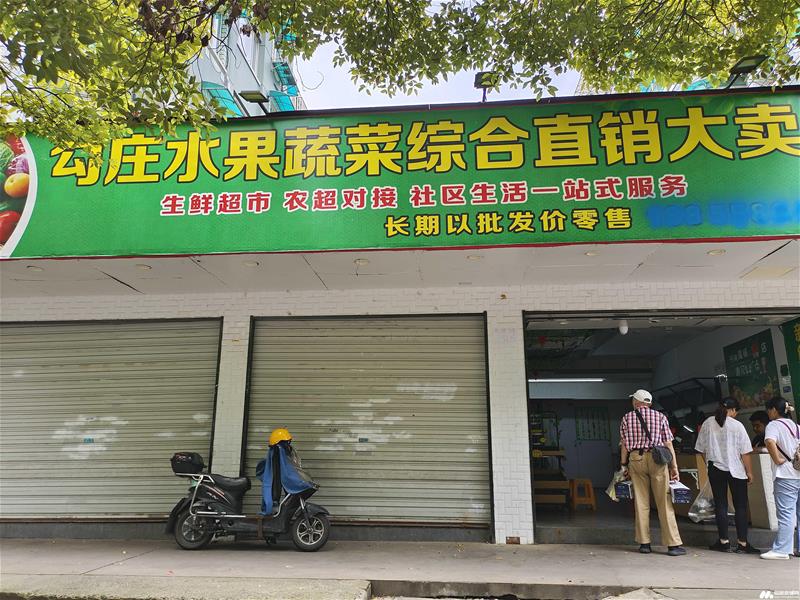 勾庄水果蔬菜综合直销大卖
生鲜超市 农超对接 社区生活一站式服务
长期以批发价零售